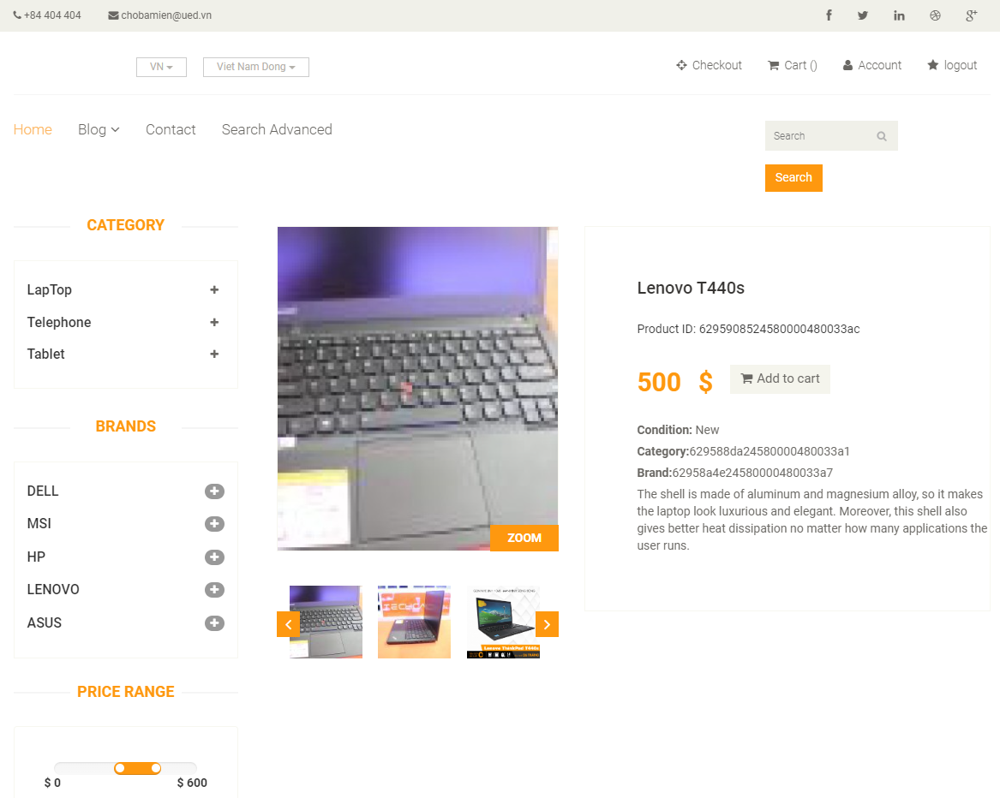 +84 404 404
chobamien@ued.vn
VN
Viet Nam Dong
Checkout
Cart ()
Account
logout
Home
Blog
Contact
Search Advanced
Search
Search
CATEGORY
LapTop
Telephone
Tablet
BRANDS
DELL
MSI
HP
LENOVO
ASUS
PRICE RANGE
$ 0
$ 600
ZOOM
Lenovo ThinkPad T440s
Lenovo T440s
Product ID: 6295908524580000480033ac
500 $
Add to cart
Condition: New
Category:629588da24580000480033a1
Brand:62958a4e24580000480033a7
The shell is made of aluminum and magnesium alloy, so it makes
the laptop look luxurious and elegant. Moreover, this shell also
gives better heat dissipation no matter how many applications the
user runs.